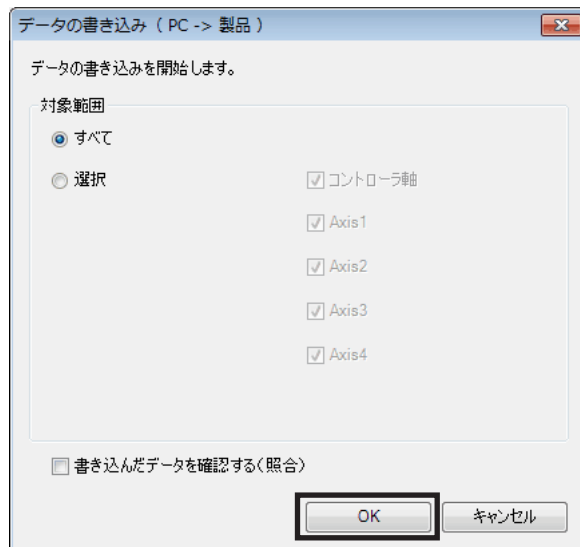 データの書き込み ( PC -> 製品 )
データの書き込みを開始します。
対象範囲
すべて
選択
コントローラ軸
Axis1
Axis2
Axis3
Axis4
書き込んだデータを確認する(照合)
OK
キャンセル